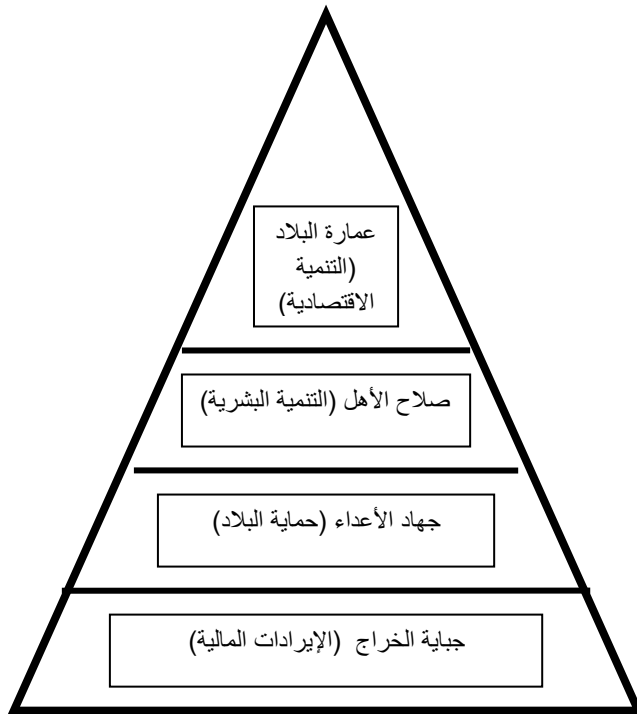 عمارة البلاد
(التنمية
الاقتصادية)
صلاح الأهل (التنمية البشرية)
جهاد الأعداء (حماية البلاد)
جباية الخراج (الإيرادات المالية)